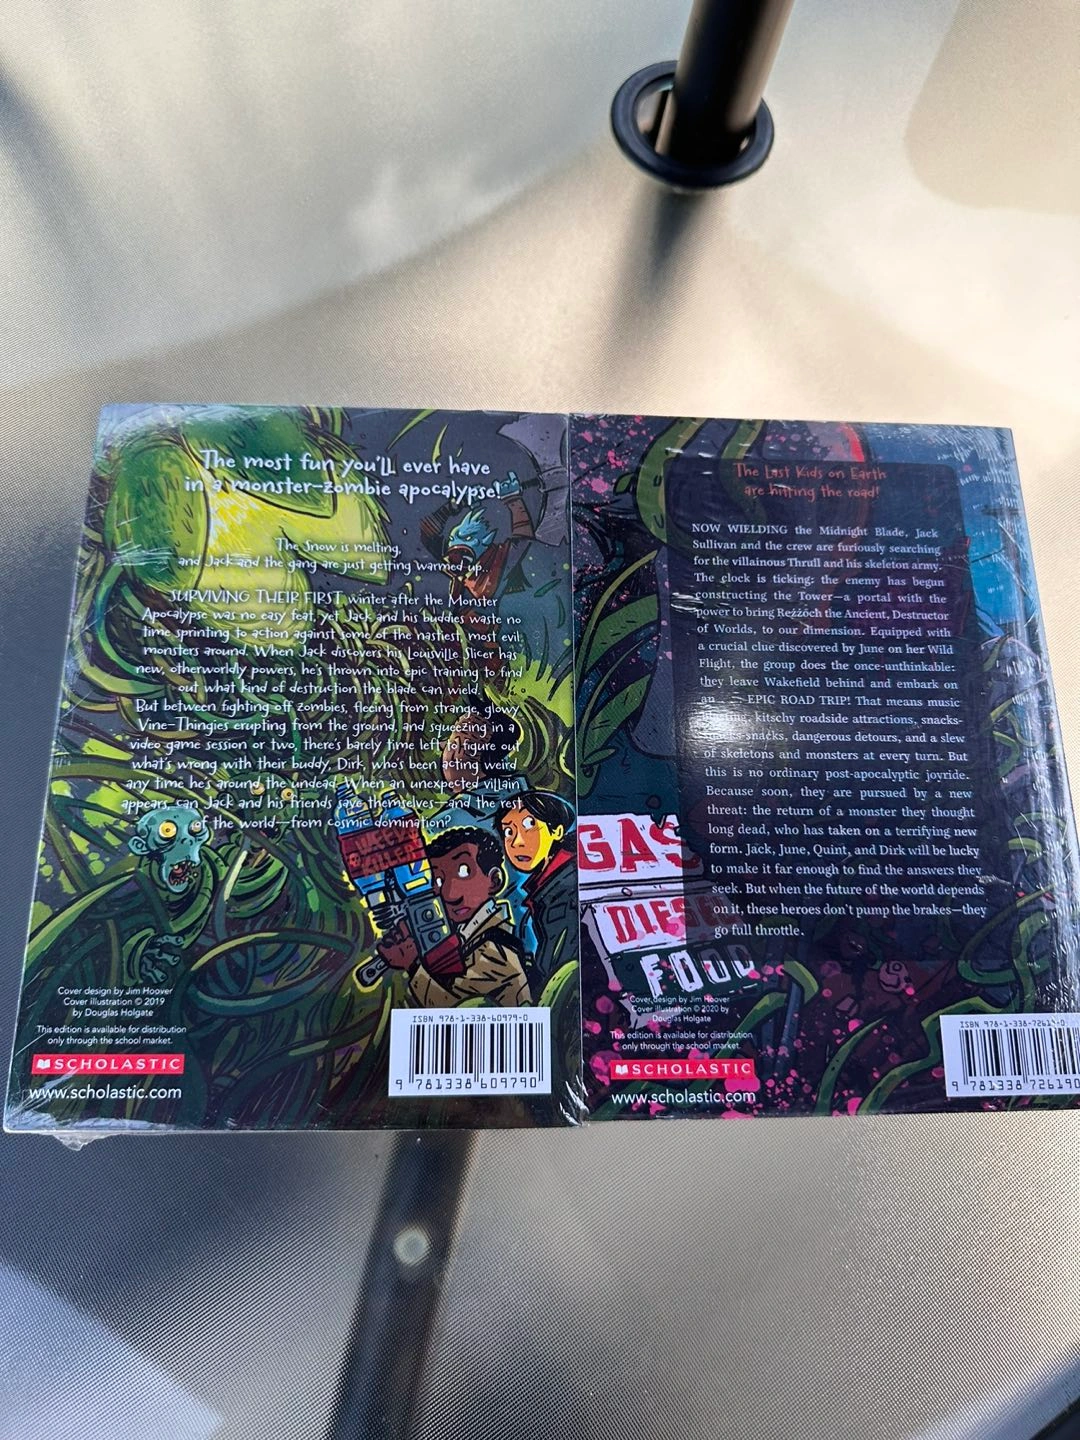 The most fun you'll ever have
in a monster-zombie apocalypse!
The Snow is melting,
and Jack and the gang are just getting warmed up...
SURVIVING THEIR FIRST winter after the Monster
Apocalypse was no easy feat, yet Jack and his buddies waste no
time sprinting to action against some of the nastiest, most evil
monsters around. When Jack discovers his Louisville Slicer has
new, otherworldly powers, he's thrown into epic training to find
out what kind of destruction the blade can wield.
But between fighting off zombies, fleeing from strange, glowy
Vine-Thingies erupting from the ground, and squeezing in a
video game session or two, there's barely time left to figure out
what's wrong with their buddy, Dirk, who's been acting weird
any time he's around the undead. When an unexpected villain
appears, can Jack and his friends save themselves—and the rest
of the world—from cosmic domination?
KILLER
Cover design by Jim Hoover
Cover illustration © 2019
by Douglas Holgate
This edition is available for distribution
only through the school market.
SCHOLASTIC
www.scholastic.com
ISBN 978-1-338-60979-0
9 781338 609790
The Last Kids on Earth
are hitting the road!
NOW WIELDING the Midnight Blade, Jack
Sullivan and the crew are furiously searching
for the villainous Thrull and his skeleton army.
The clock is ticking: the enemy has begun
constructing the Tower—a portal with the
power to bring Ŗeżżőcħ the Ancient, Destructor
of Worlds, to our dimension. Equipped with
a crucial clue discovered by June on her Wild
Flight, the group does the once-unthinkable:
they leave Wakefield behind and embark on
an EPIC ROAD TRIP! That means music
kitschy roadside attractions, snacks-
snacks-snacks, dangerous detours, and a slew
of skeletons and monsters at every turn. But
this is no ordinary post-apocalyptic joyride.
Because soon, they are pursued by a new
threat: the return of a monster they thought
long dead, who has taken on a terrifying new
form. Jack, June, Quint, and Dirk will be lucky
to make it far enough to find the answers they
seek. But when the future of the world depends
on it, these heroes don't pump the brakes—they
go full throttle.
GAS
DIESE
FOOD
Cover design by Jim Hoover
Cover illustration © 2020 by
Douglas Holgate
This edition is available for distribution
only through the school market.
SCHOLASTIC
www.scholastic.com
ISBN 978-1-338-72619-0
9 781338 726190